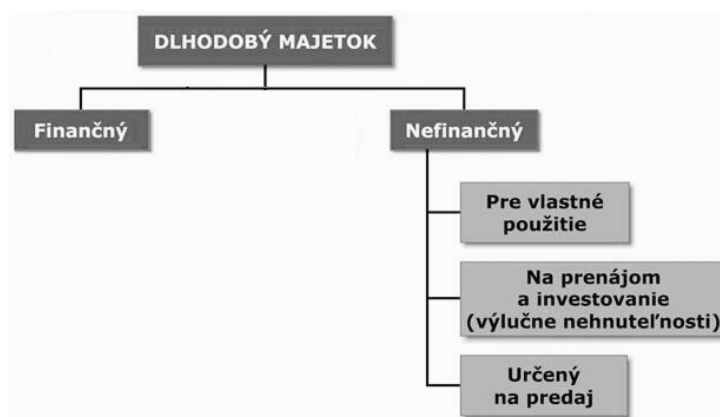 DLHODOBÝ MAJETOK
Finančný
Nefinančný
Pre vlastné
použitie
Na prenájom
a investovanie
(výlučne nehnuteľnosti)
Určený
na predaj